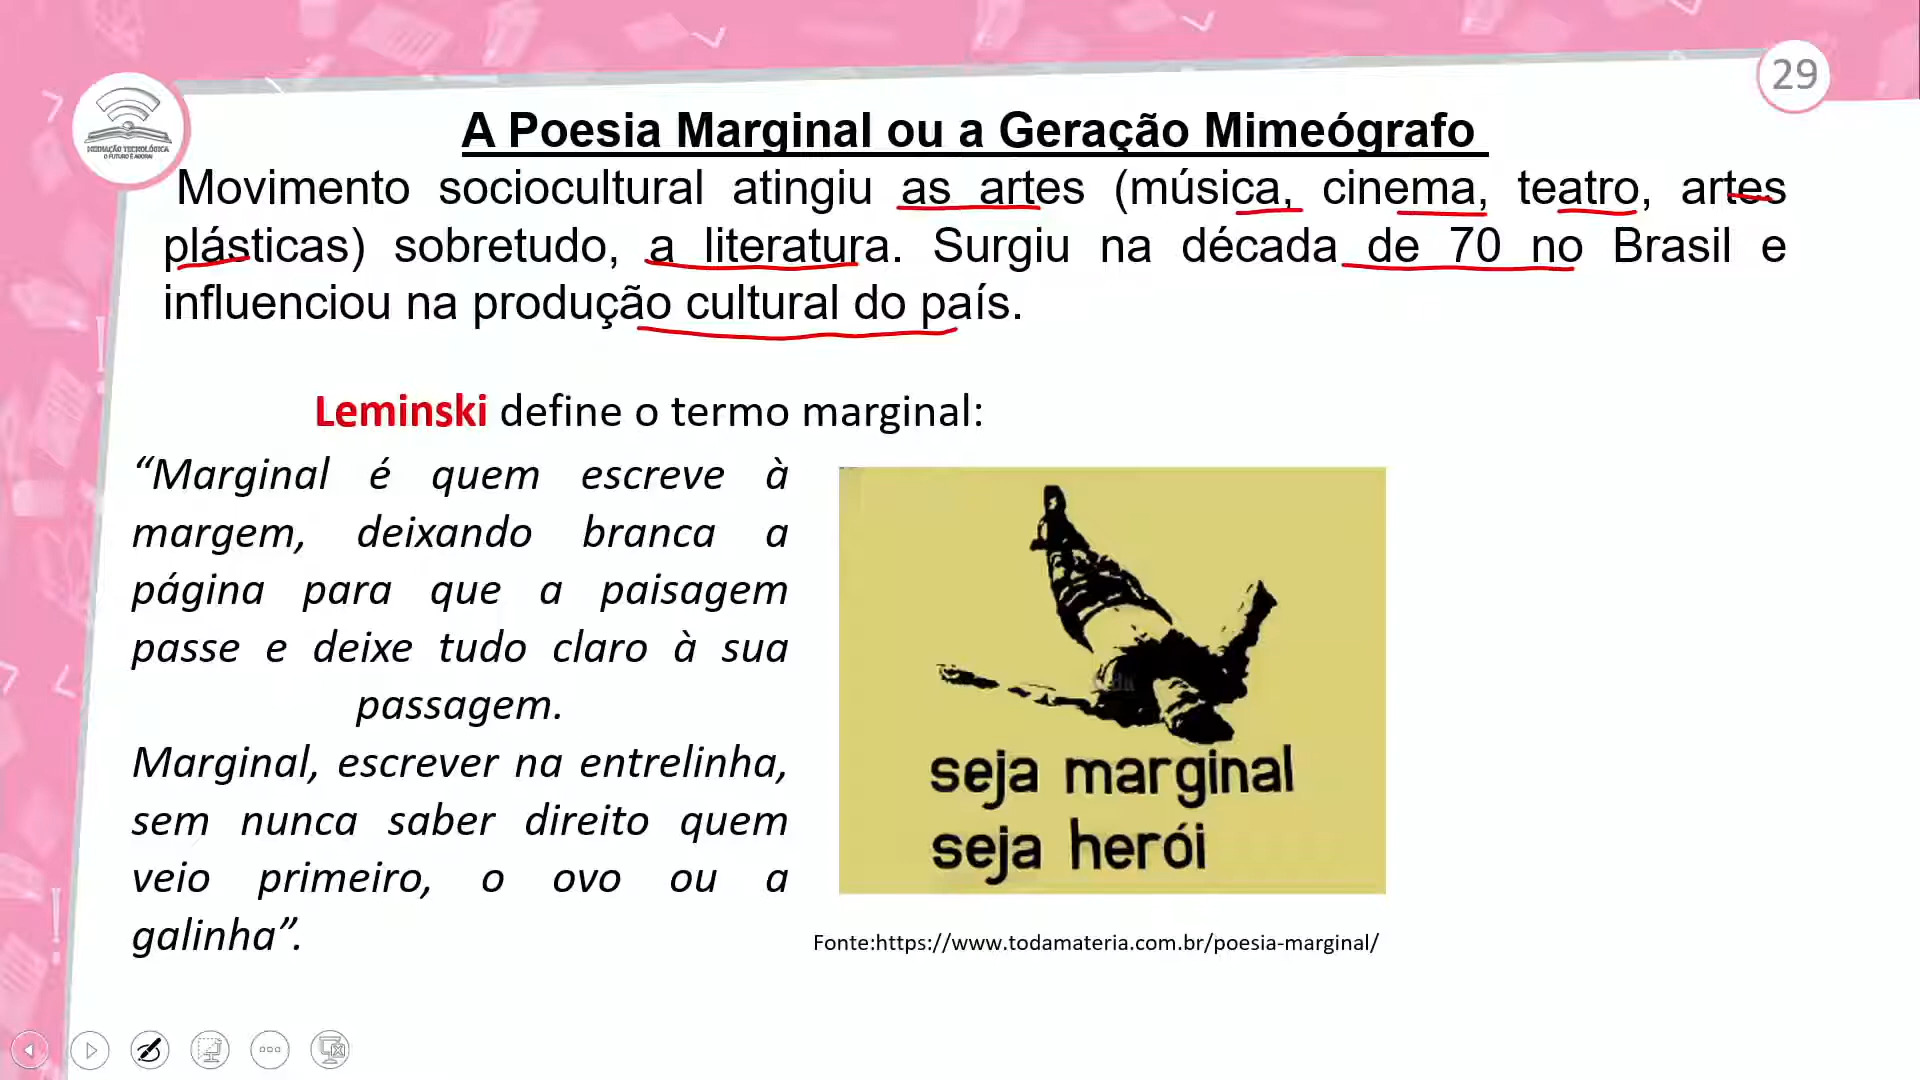 29
MEDIAÇÃO TECNOLÓGICA
O FUTURO É AGORA!
A Poesia Marginal ou a Geração Mimeógrafo
Movimento sociocultural atingiu as artes (música, cinema, teatro, artes
plásticas) sobretudo, a literatura. Surgiu na década de 70 no Brasil e
influenciou na produção cultural do país.
Leminski define o termo marginal:
“Marginal é quem escreve à
margem, deixando branca a
página para que a paisagem
passe e deixe tudo claro à sua
passagem.
Marginal, escrever na entrelinha,
sem nunca saber direito quem
veio primeiro, o ovo ou a
galinha”.
seja marginal
seja herói
Fonte:https://www.todamateria.com.br/poesia-marginal/